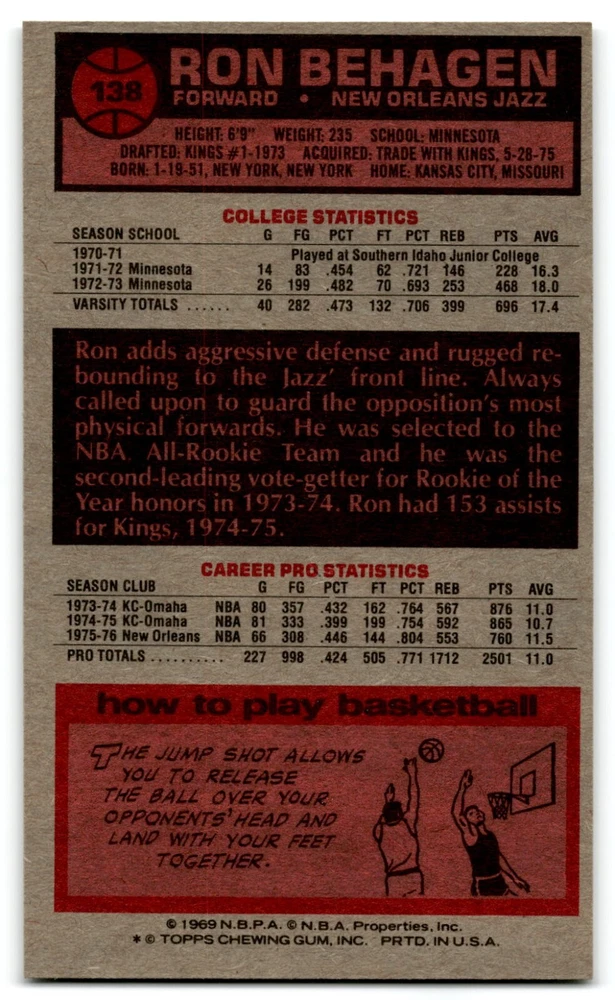 138
RON BEHAGEN
FORWARD • NEW ORLEANS JAZZ
HEIGHT: 6'9" WEIGHT: 235 SCHOOL: MINNESOTA
DRAFTED: KINGS #1-1973 ACQUIRED: TRADE WITH KINGS, 5-28-75
BORN: 1-19-51, NEW YORK, NEW YORK HOME: KANSAS CITY, MISSOURI
COLLEGE STATISTICS
SEASON SCHOOL G FG PCT FT PCT REB PTS AVG
1970-71 Played at Southern Idaho Junior College
1971-72 Minnesota 14 83 .454 62 .721 146 228 16.3
1972-73 Minnesota 26 199 .482 70 .693 253 468 18.0
VARSITY TOTALS ...... 40 282 .473 132 .706 399 696 17.4
Ron adds aggressive defense and rugged re-
bounding to the Jazz' front line. Always
called upon to guard the opposition's most
physical forwards. He was selected to the
NBA All-Rookie Team and he was the
second-leading vote-getter for Rookie of the
Year honors in 1973-74. Ron had 153 assists
for Kings, 1974-75.
CAREER PRO STATISTICS
SEASON CLUB G FG PCT FT PCT REB PTS AVG
1973-74 KC-Omaha NBA 80 357 .432 162 .764 567 876 11.0
1974-75 KC-Omaha NBA 81 333 .399 199 .754 592 865 10.7
1975-76 New Orleans NBA 66 308 .446 144 .804 553 760 11.5
PRO TOTALS .......... 227 998 .424 505 .771 1712 2501 11.0
how to play basketball
THE JUMP SHOT ALLOWS
YOU TO RELEASE
THE BALL OVER YOUR
OPPONENTS' HEAD AND
LAND WITH YOUR FEET
TOGETHER.
© 1969 N.B.P.A. © N.B.A. Properties, Inc.
* © TOPPS CHEWING GUM, INC. PRTD. IN U.S.A.